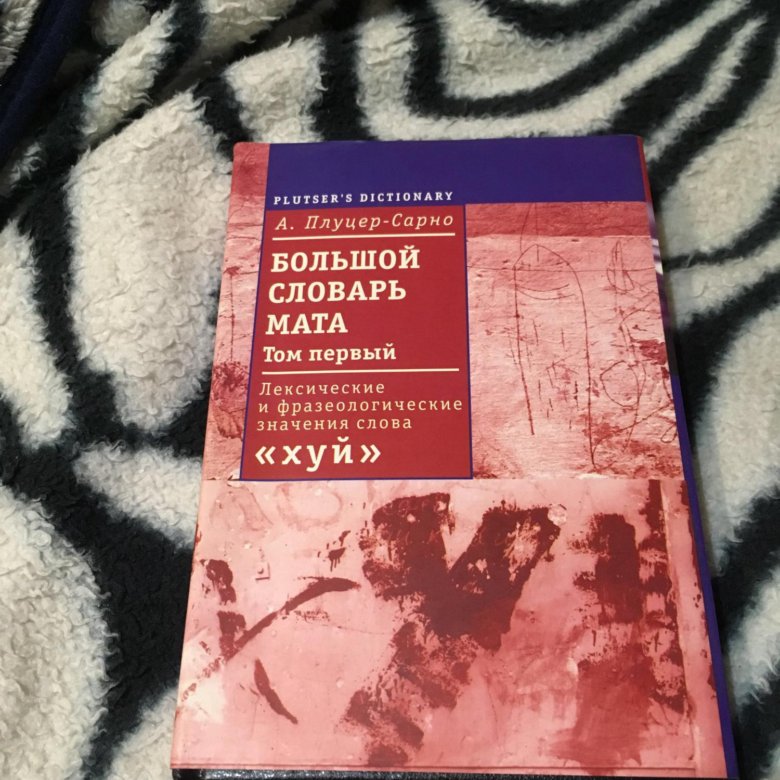 PLUTSER'S DICTIONARY
А. Плуцер-Сарно
БОЛЬШОЙ
СЛОВАРЬ
МАТА
Том первый
Лексические
и фразеологические
значения слова
«хуй»